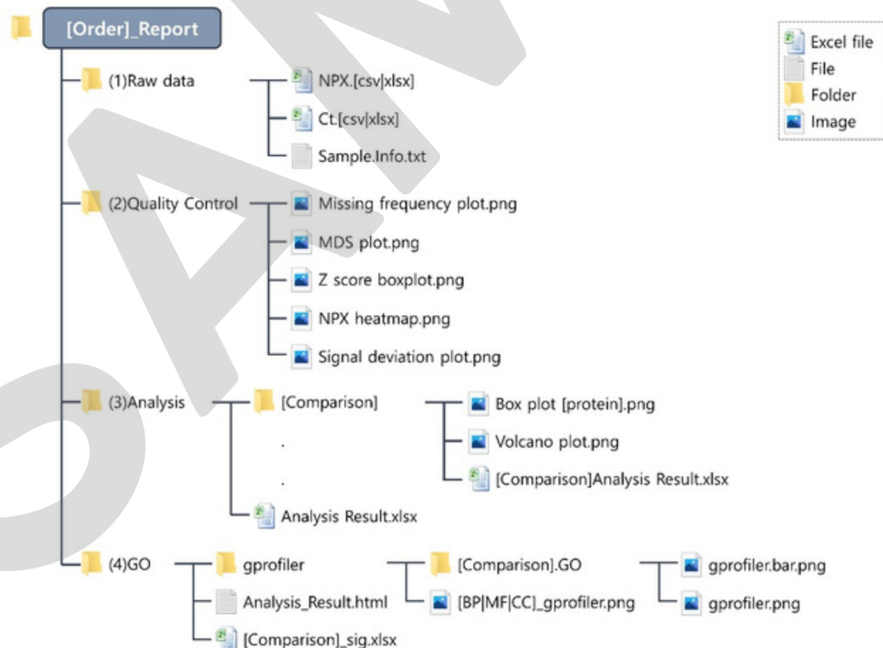 [Order]_Report
Excel file
File
Folder
Image
(1)Raw data
NPX.[csv|xlsx]
Ct.[csv|xlsx]
Sample.Info.txt
(2)Quality Control
Missing frequency plot.png
MDS plot.png
Z score boxplot.png
NPX heatmap.png
Signal deviation plot.png
(3)Analysis
[Comparison]
.
.
Analysis Result.xlsx
Box plot [protein].png
Volcano plot.png
[Comparison]Analysis Result.xlsx
(4)GO
gprofiler
Analysis_Result.html
[Comparison]_sig.xlsx
[Comparison].GO
[BP|MF|CC]_gprofiler.png
gprofiler.bar.png
gprofiler.png